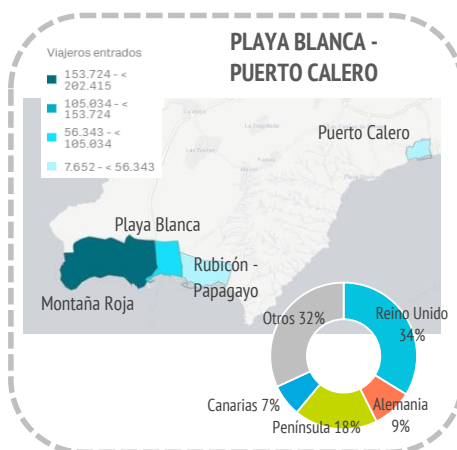 PLAYA BLANCA -
PUERTO CALERO
Viajeros entrados
153.724 - <
202.415
105.034 - <
153.724
56.343 - <
105.034
7.652 - < 56.343
Puerto Calero
Playa Blanca
Rubicón -
Papagayo
Montaña Roja
Otros 32%
Reino Unido
34%
Canarias 7%
Península 18%
Alemania
9%